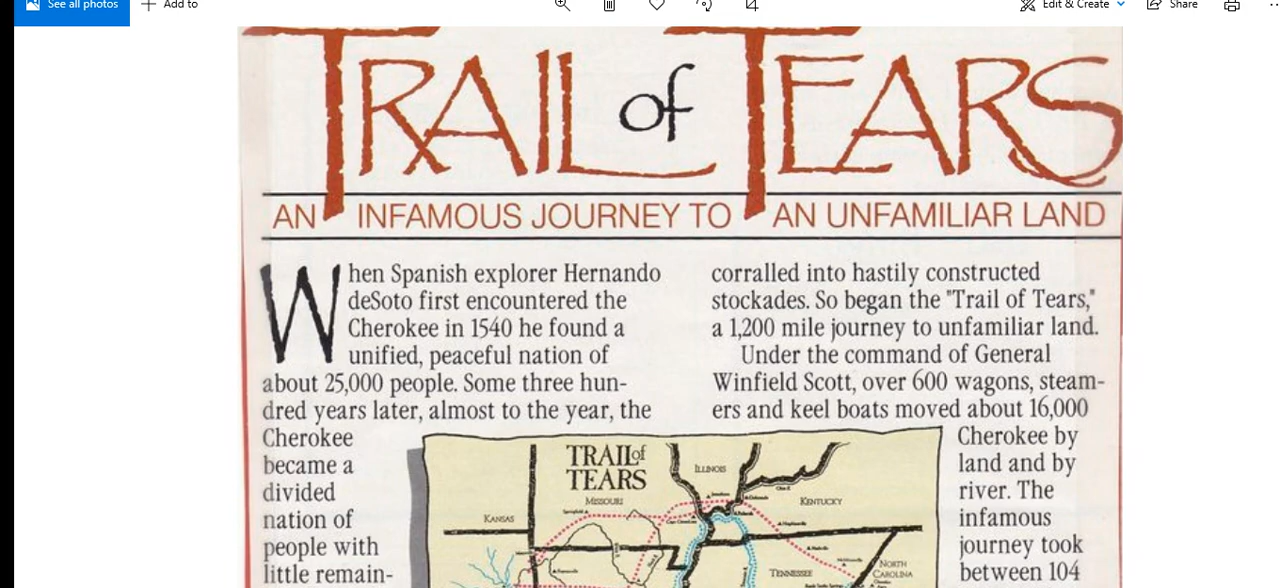 See all photos
Add to
Edit & Create
Share
TRAIL of TEARS
AN INFAMOUS JOURNEY TO AN UNFAMILIAR LAND
When Spanish explorer Hernando
deSoto first encountered the
Cherokee in 1540 he found a
unified, peaceful nation of
about 25,000 people. Some three hun-
dred years later, almost to the year, the
Cherokee
became a
divided
nation of
people with
little remain-
corralled into hastily constructed
stockades. So began the "Trail of Tears,"
a 1,200 mile journey to unfamiliar land.
Under the command of General
Winfield Scott, over 600 wagons, steam-
ers and keel boats moved about 16,000
Cherokee by
land and by
river. The
infamous
journey took
between 104
TRAIL of
TEARS
ILLINOIS
MISSOURI
KENTUCKY
KANSAS
TENNESSEE
NORTH
CAROLINA